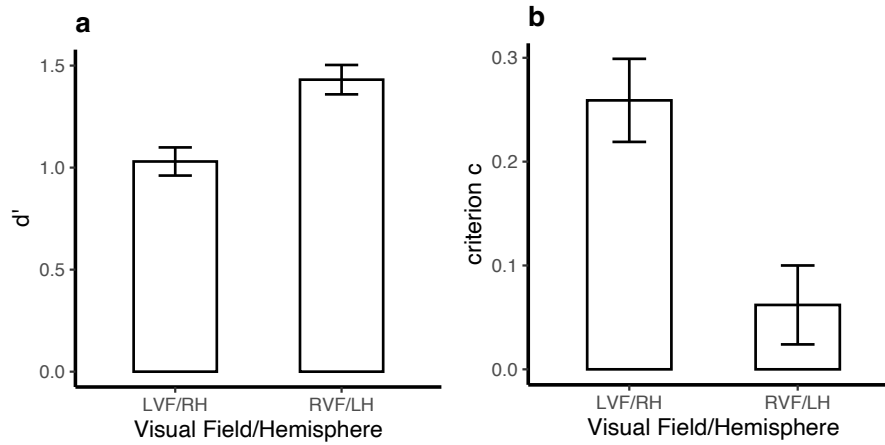 a
1.5
1.0
0.5
0.0
d'
LVF/RH RVF/LH
Visual Field/Hemisphere
b
0.3
0.2
0.1
0.0
criterion c
LVF/RH RVF/LH
Visual Field/Hemisphere